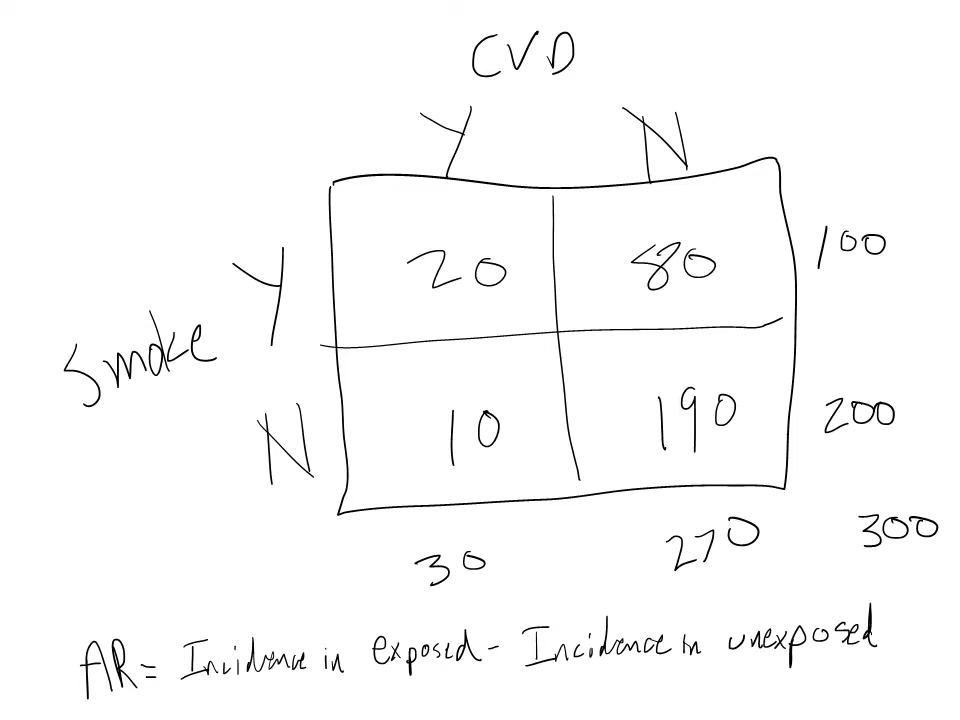 CVD
Y N
Y 20 80 100
Smoke
N 10 190 200
30 270 300
AR = Incidence in exposed - Incidence in unexposed